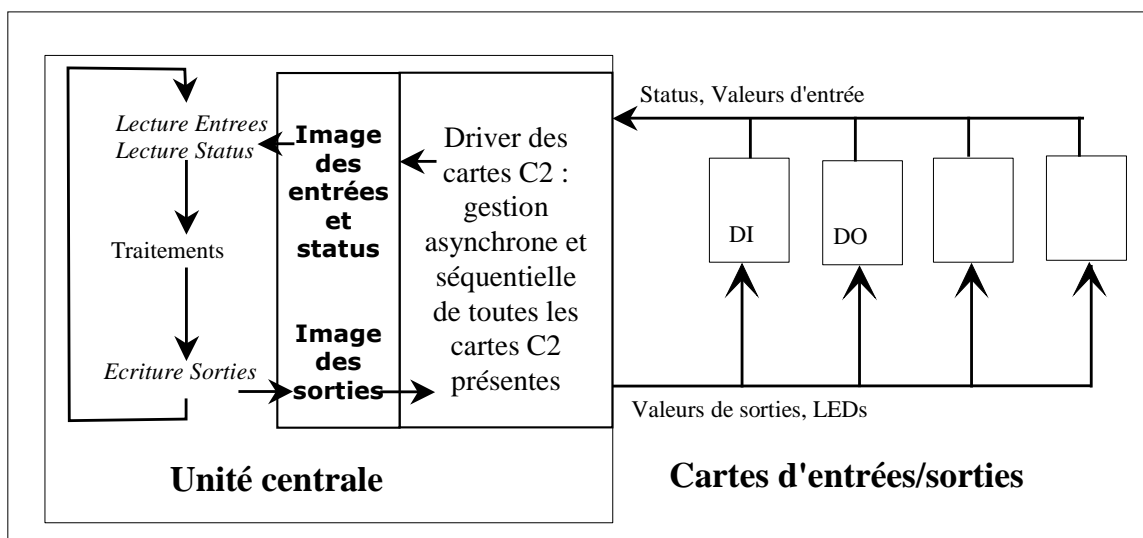 Lecture Entrees
Lecture Status
Traitements
Ecriture Sorties
Image
des
entrées
et
status
Image
des
sorties
Driver des
cartes C2 :
gestion
asynchrone et
séquentielle
de toutes les
cartes C2
présentes
Status, Valeurs d'entrée
DI
DO
Valeurs de sorties, LEDs
Unité centrale
Cartes d'entrées/sorties